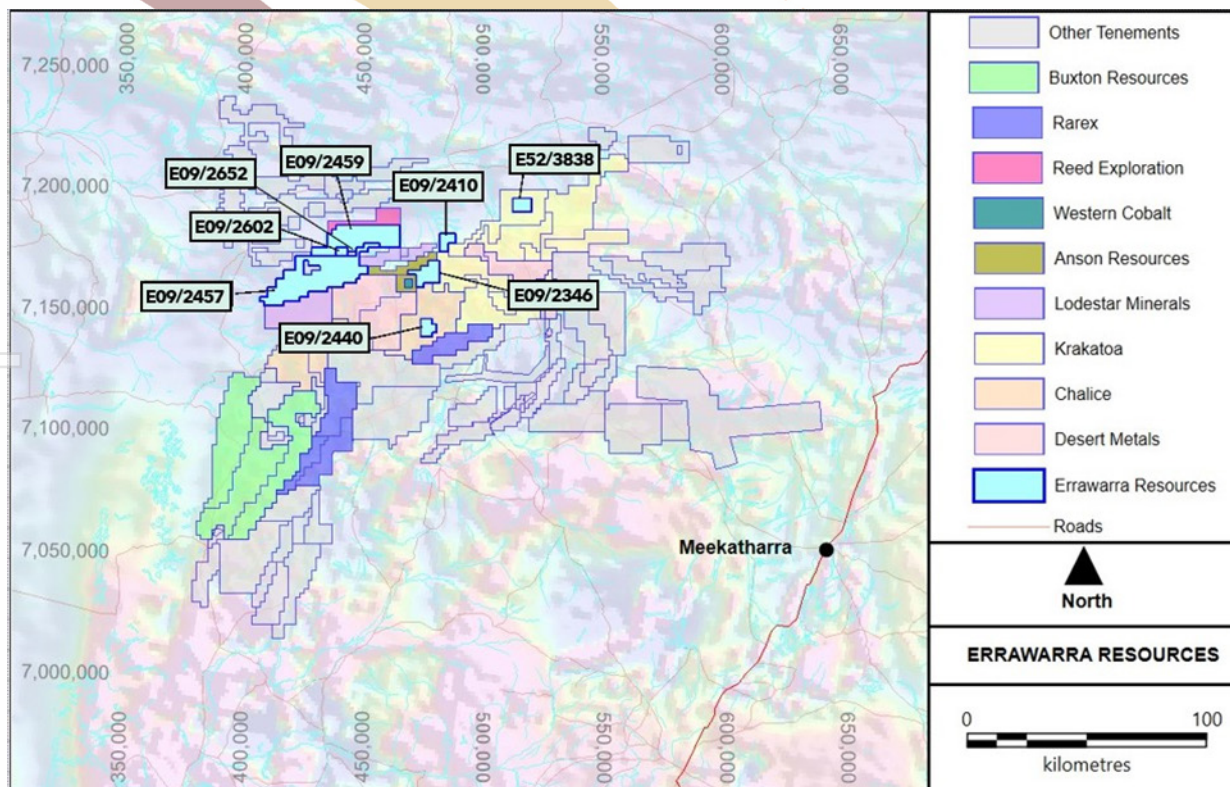 350,000
400,000
450,000
500,000
550,000
600,000
650,000
7,250,000
7,200,000
7,150,000
7,100,000
7,050,000
7,000,000
E09/2459
E09/2652
E09/2410
E52/3838
E09/2602
E09/2457
E09/2346
E09/2440
Meekatharra
350,000
400,000
450,000
500,000
550,000
600,000
650,000
Other Tenements
Buxton Resources
Rarex
Reed Exploration
Western Cobalt
Anson Resources
Lodestar Minerals
Krakatoa
Chalice
Desert Metals
Errawarra Resources
Roads
North
ERRAWARRA RESOURCES
0 100
kilometres